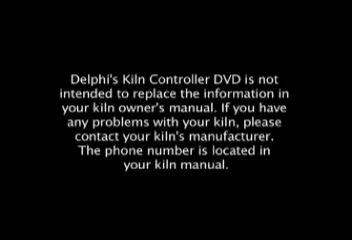 Delphi's Kiln Controller DVD is not
intended to replace the information in
your kiln owner's manual. If you have
any problems with your kiln, please
contact your kiln's manufacturer.
The phone number is located in
your kiln manual.